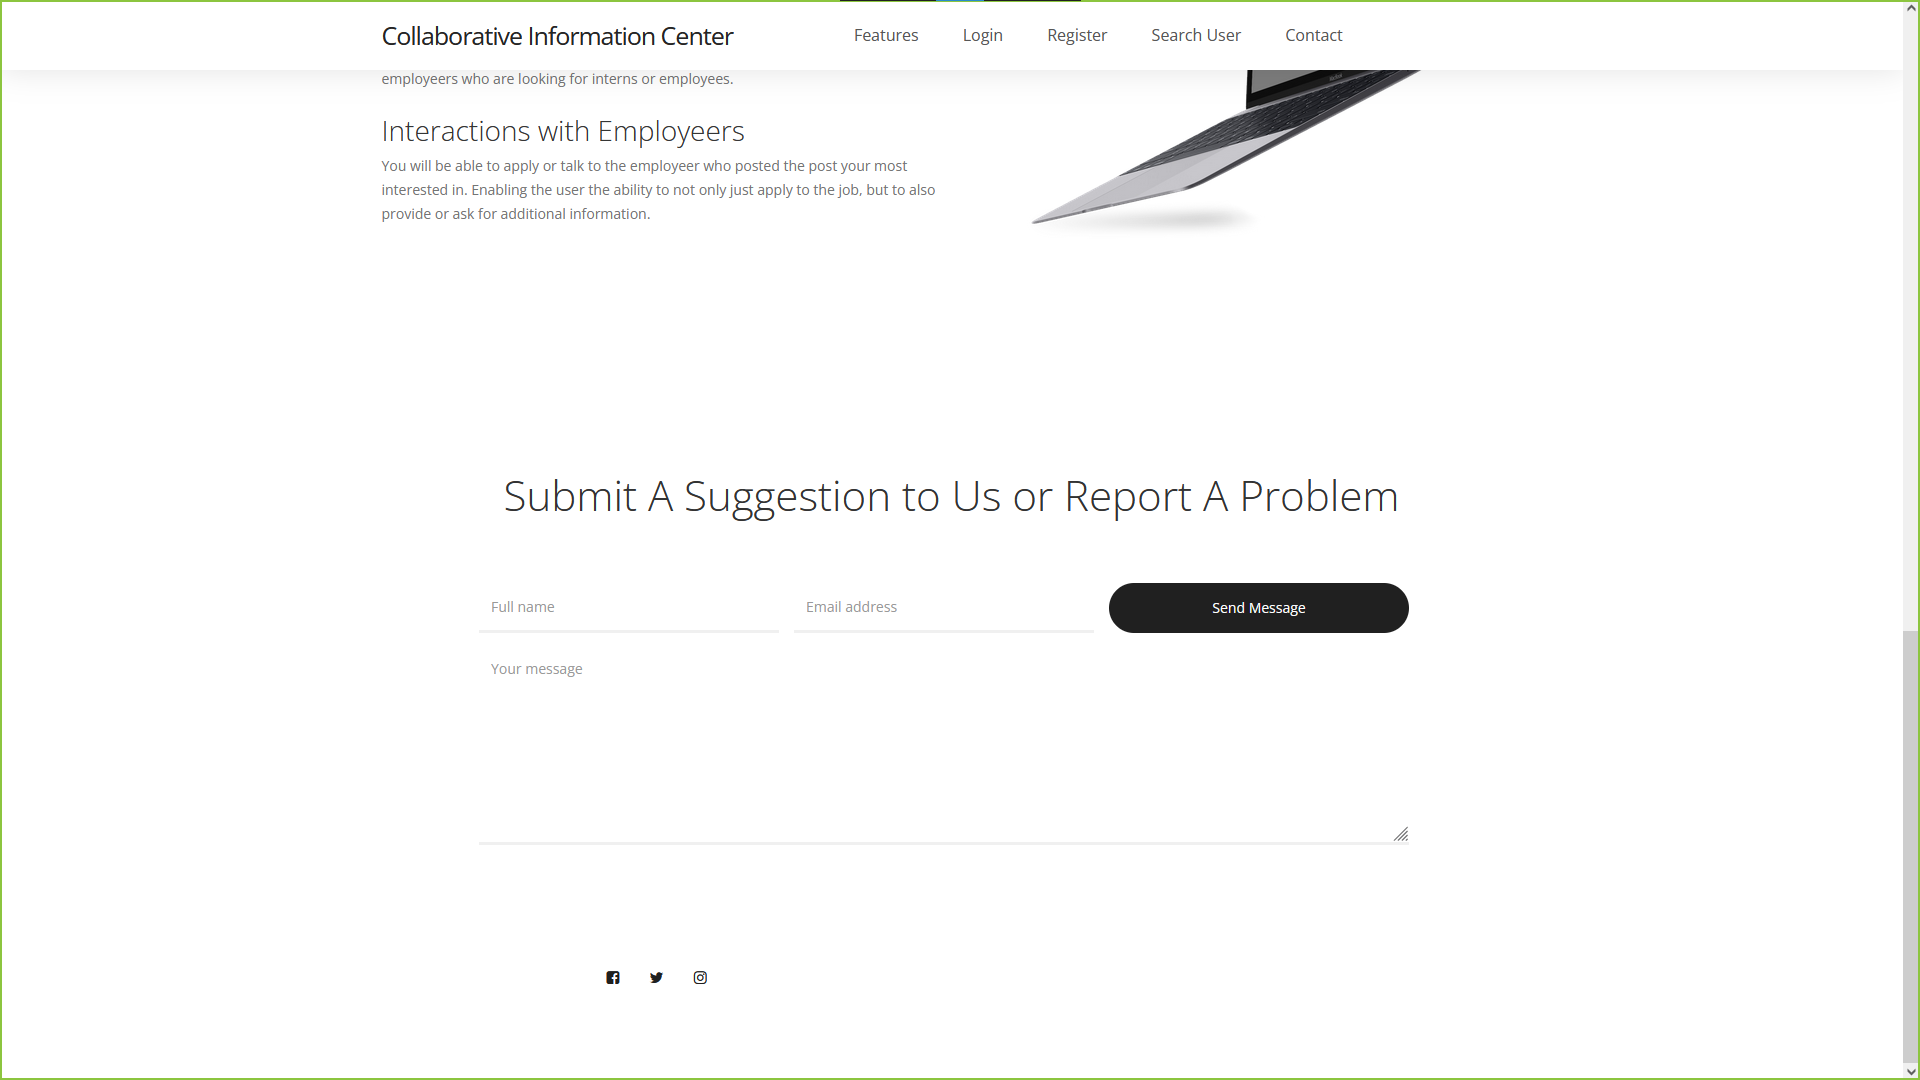 Collaborative Information Center
Features
Login
Register
Search User
Contact
employeers who are looking for interns or employees.
Interactions with Employeers
You will be able to apply or talk to the employeer who posted the post your most
interested in. Enabling the user the ability to not only just apply to the job, but to also
provide or ask for additional information.
Submit A Suggestion to Us or Report A Problem
Full name
Email address
Send Message
Your message